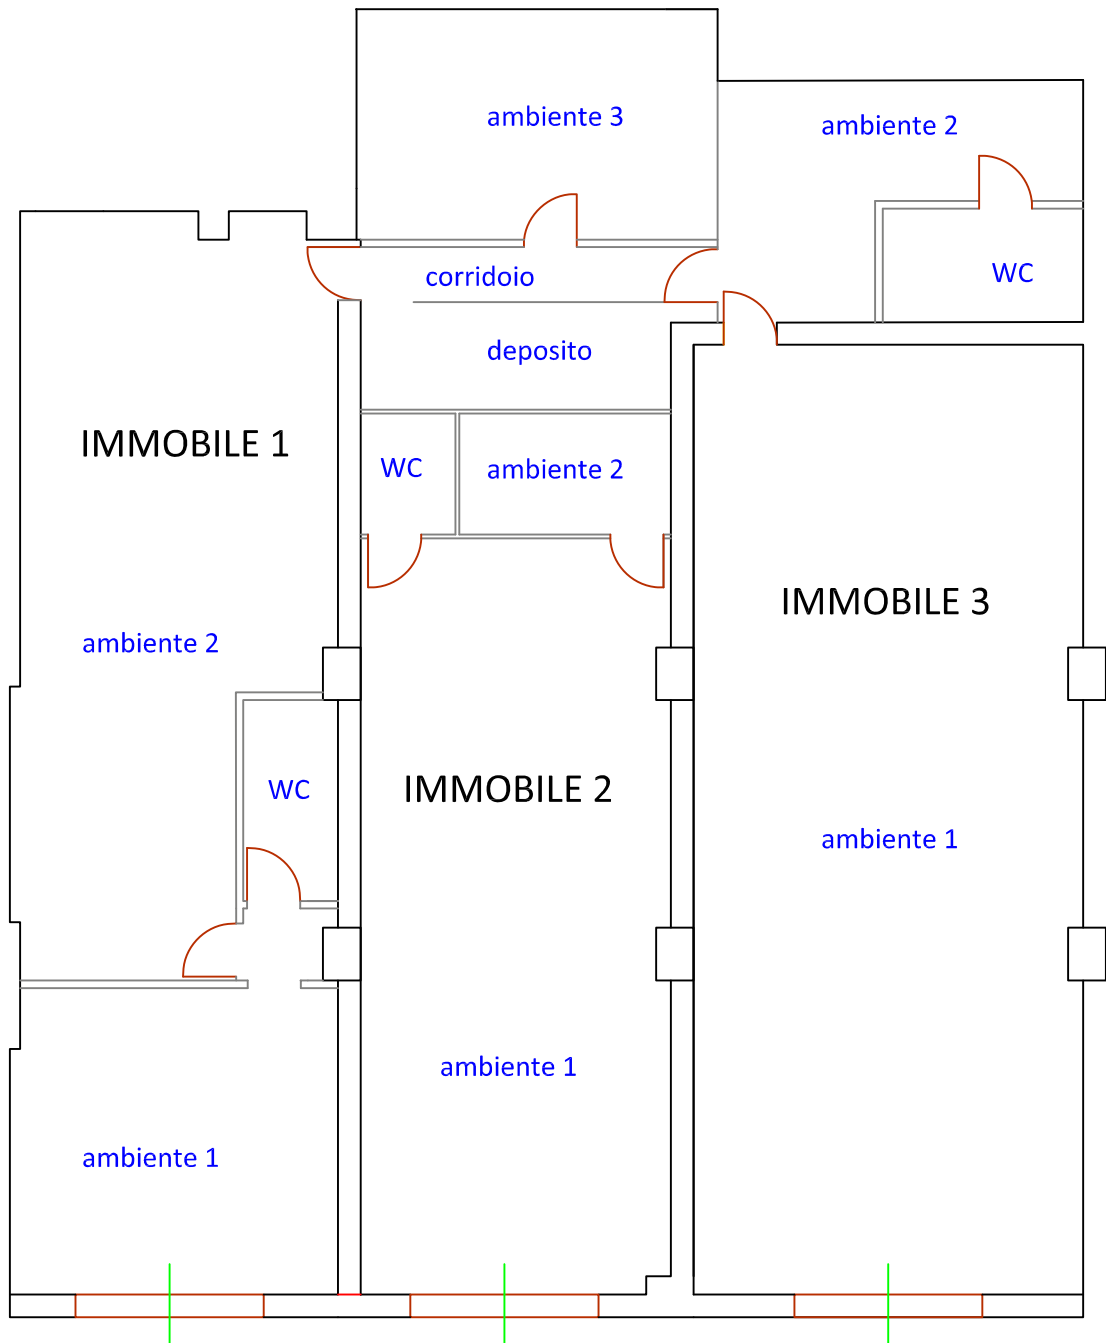 ambiente 3
ambiente 2
corridoio
WC
deposito
IMMOBILE 1
WC
ambiente 2
IMMOBILE 3
ambiente 2
WC
IMMOBILE 2
ambiente 1
ambiente 1
ambiente 1